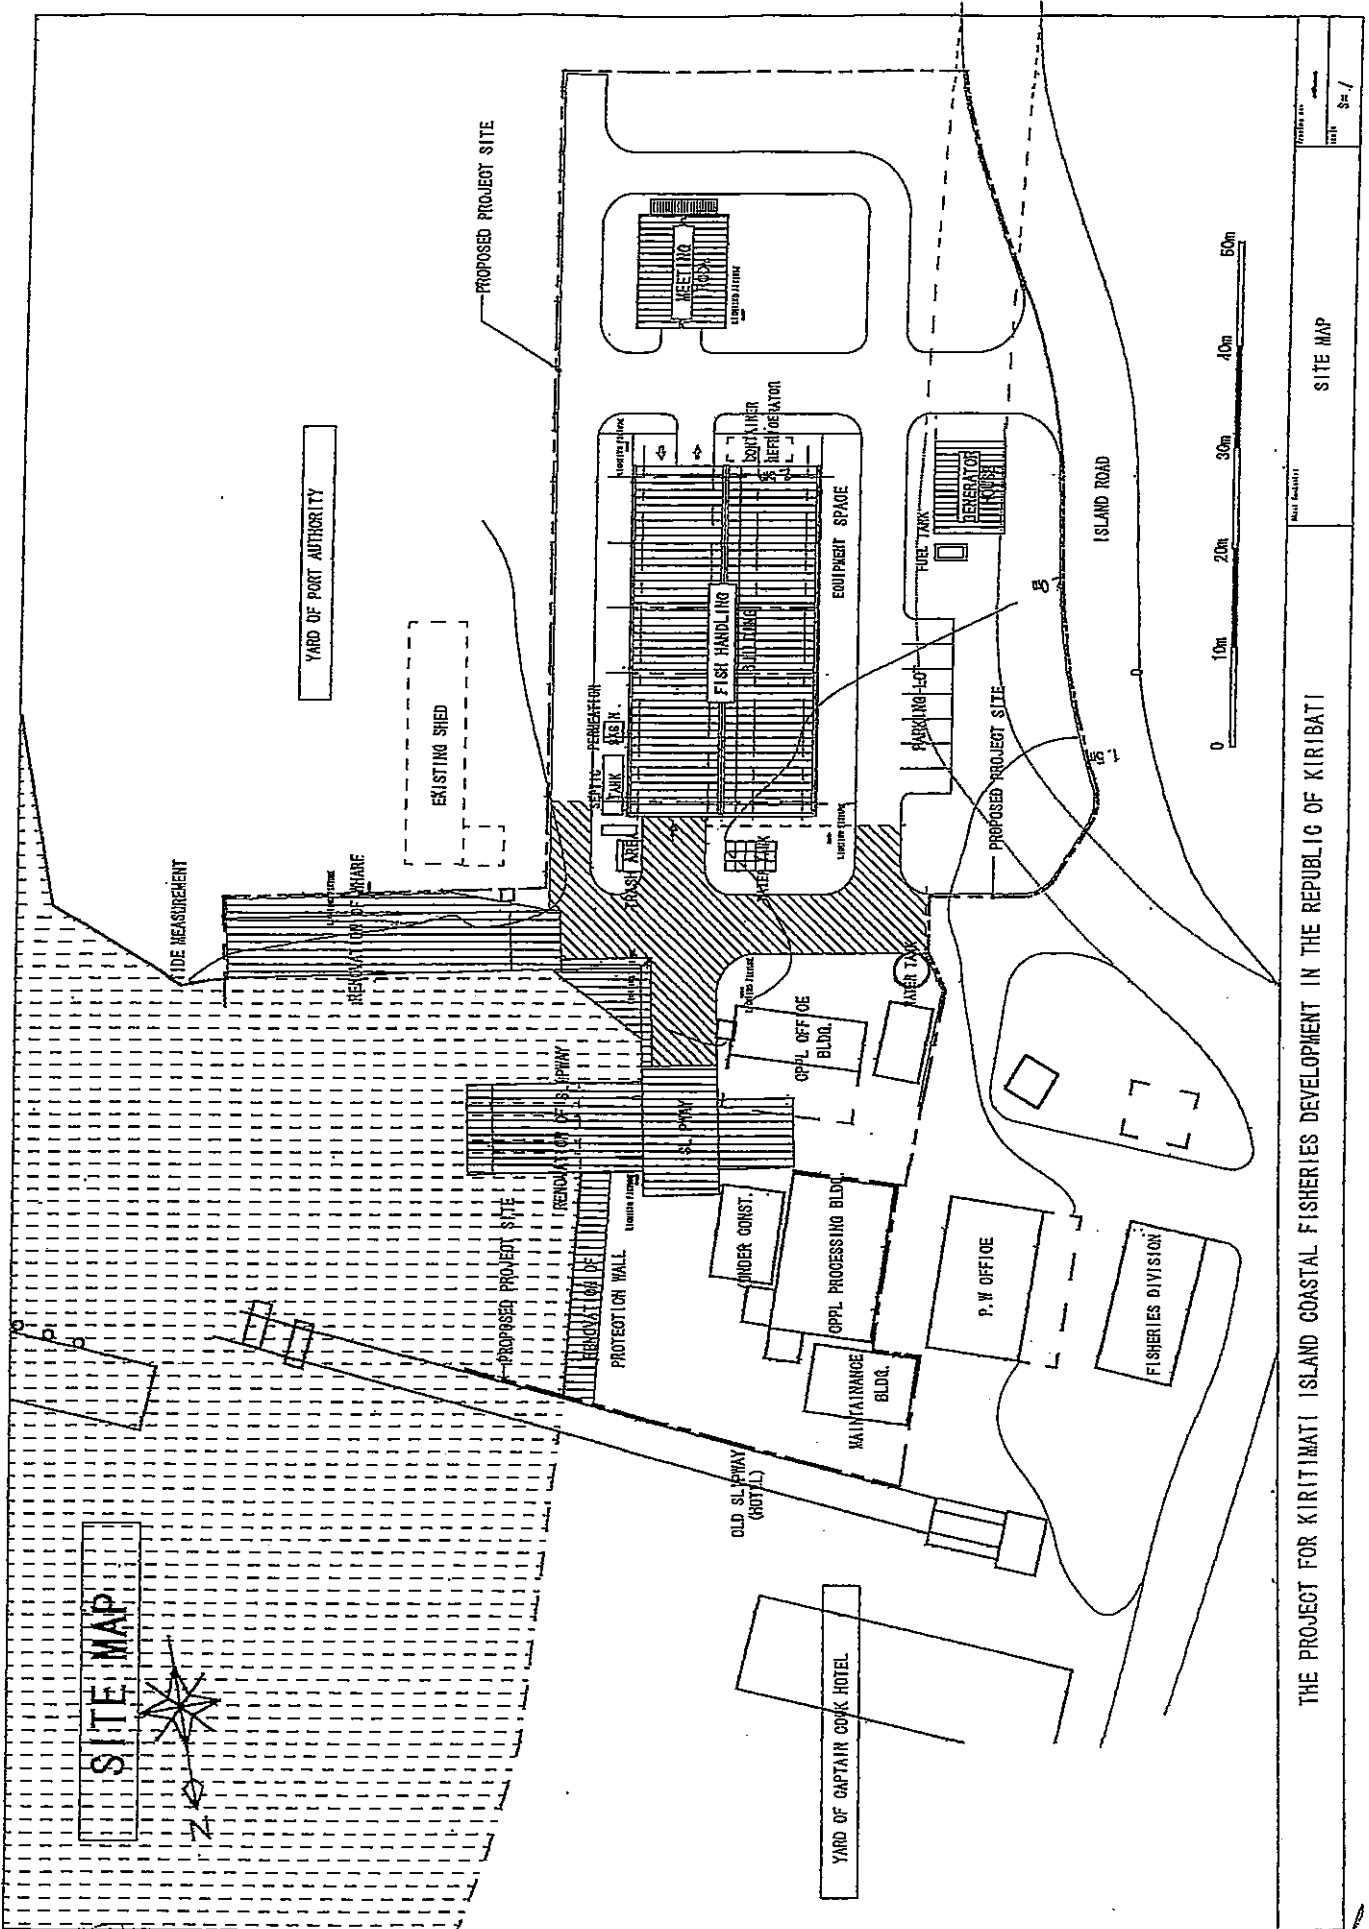 SITE MAP
N
TIDE MEASUREMENT
RENOVATION OF WHARF
YARD OF PORT AUTHORITY
EXISTING SHED
PROPOSED PROJECT SITE
PROPOSED PROJECT SITE
RENOVATION OF SLIPWAY
RENOVATION OF
PROTECTION WALL
SLIPWAY
SEPTIC
TANK
PERMEATION
TRASH AREA
FISH HANDLING
BUILDING
MEETING
ROOM
CONTAINER
REFRIGERATOR
EQUIPMENT SPACE
OLD SLIPWAY
(HOTEL)
UNDER CONST.
OPPL PROCESSING BLDG.
MAINTAINANCE
BLDG.
OPPL OFFICE
BLDG.
WATER TANK
FUEL TANK
GENERATOR
HOUSE
PARKING LOT
PROPOSED PROJECT SITE
YARD OF CAPTAIN COOK HOTEL
P.W OFFICE
FISHERIES DIVISION
ISLAND ROAD
0 10m 20m 30m 40m 50m
THE PROJECT FOR KIRITIMATI ISLAND COASTAL FISHERIES DEVELOPMENT IN THE REPUBLIC OF KIRIBATI
SITE MAP
S=1/